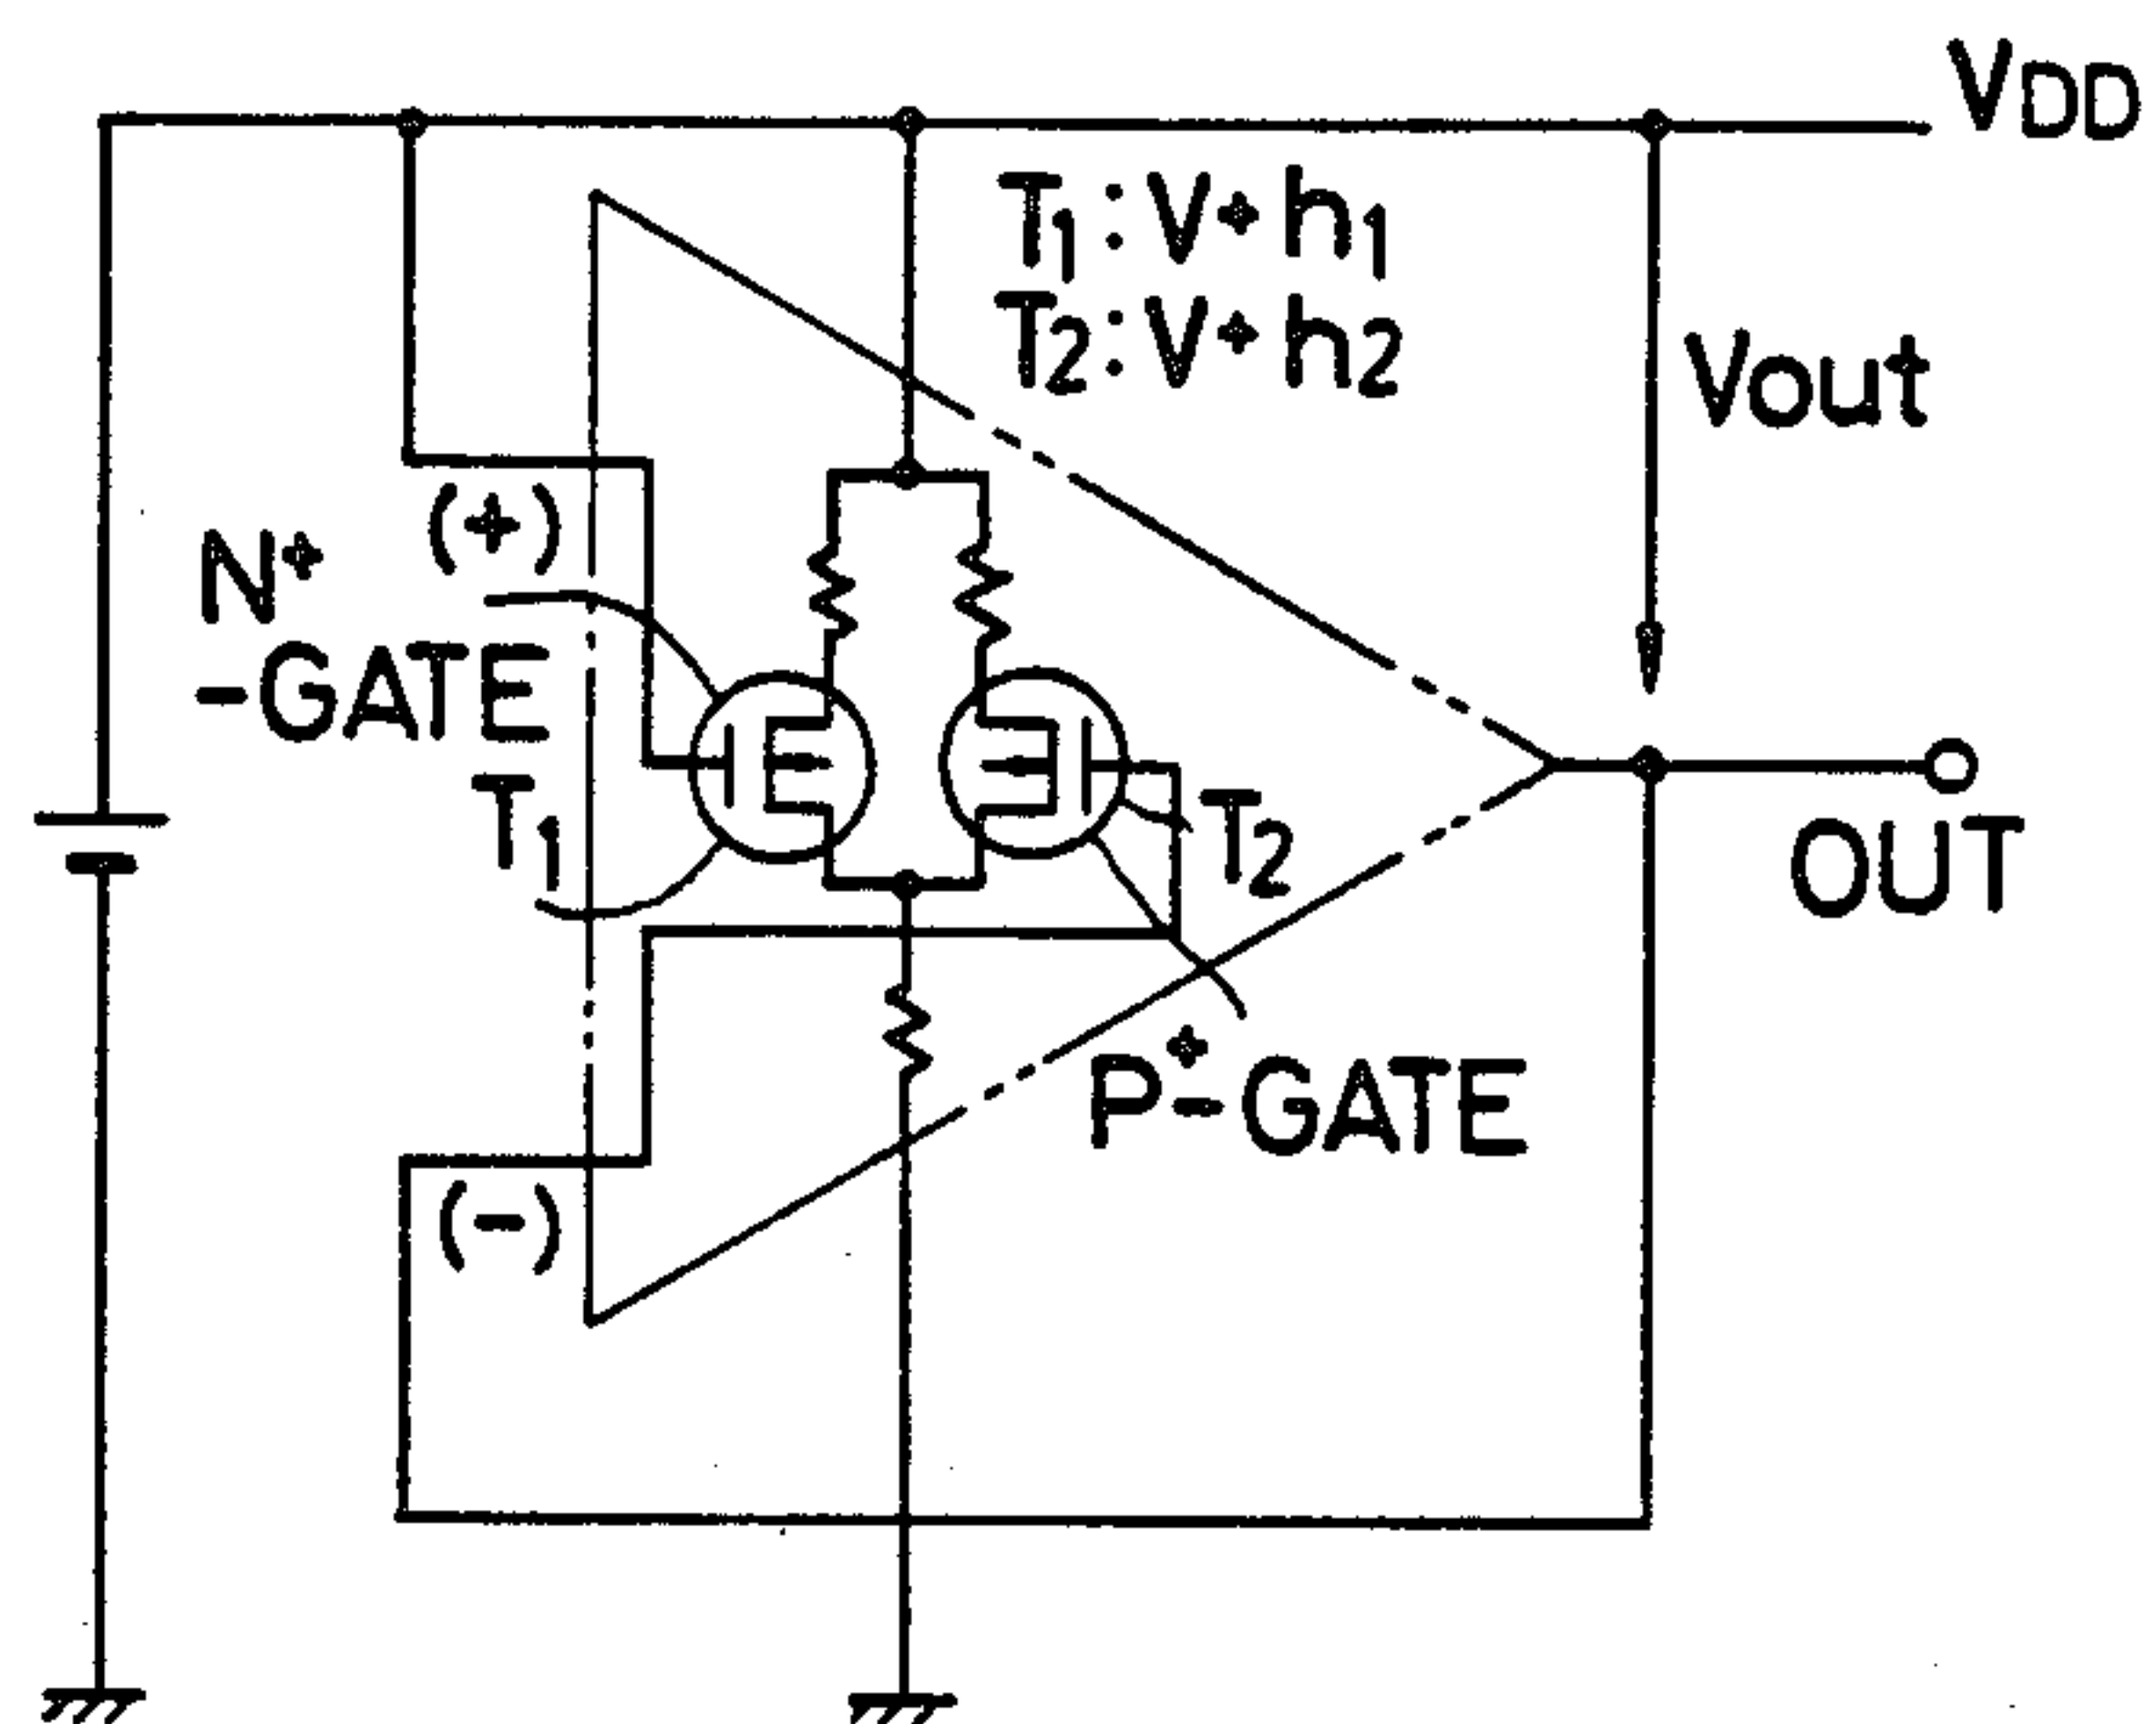 VDD
T1 : V+h1
T2 : V+h2
Vout
(+)
N+
-GATE
T1
T2
OUT
P+-GATE
(-)